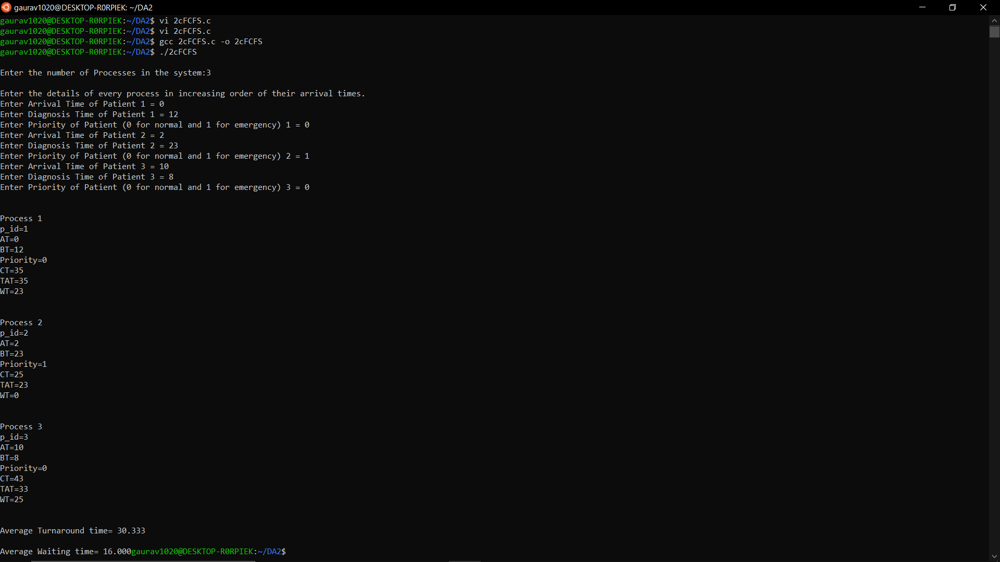 gaurav1020@DESKTOP-R0RPIEK: ~/DA2
gaurav1020@DESKTOP-R0RPIEK:~/DA2$ vi 2cFCFS.c
gaurav1020@DESKTOP-R0RPIEK:~/DA2$ vi 2cFCFS.c
gaurav1020@DESKTOP-R0RPIEK:~/DA2$ gcc 2cFCFS.c -o 2cFCFS
gaurav1020@DESKTOP-R0RPIEK:~/DA2$ ./2cFCFS
Enter the number of Processes in the system:3
Enter the details of every process in increasing order of their arrival times.
Enter Arrival Time of Patient 1 = 0
Enter Diagnosis Time of Patient 1 = 12
Enter Priority of Patient (0 for normal and 1 for emergency) 1 = 0
Enter Arrival Time of Patient 2 = 2
Enter Diagnosis Time of Patient 2 = 23
Enter Priority of Patient (0 for normal and 1 for emergency) 2 = 1
Enter Arrival Time of Patient 3 = 10
Enter Diagnosis Time of Patient 3 = 8
Enter Priority of Patient (0 for normal and 1 for emergency) 3 = 0
Process 1
p_id=1
AT=0
BT=12
Priority=0
CT=35
TAT=35
WT=23
Process 2
p_id=2
AT=2
BT=23
Priority=1
CT=25
TAT=23
WT=0
Process 3
p_id=3
AT=10
BT=8
Priority=0
CT=43
TAT=33
WT=25
Average Turnaround time= 30.333
Average Waiting time= 16.000gaurav1020@DESKTOP-R0RPIEK:~/DA2$